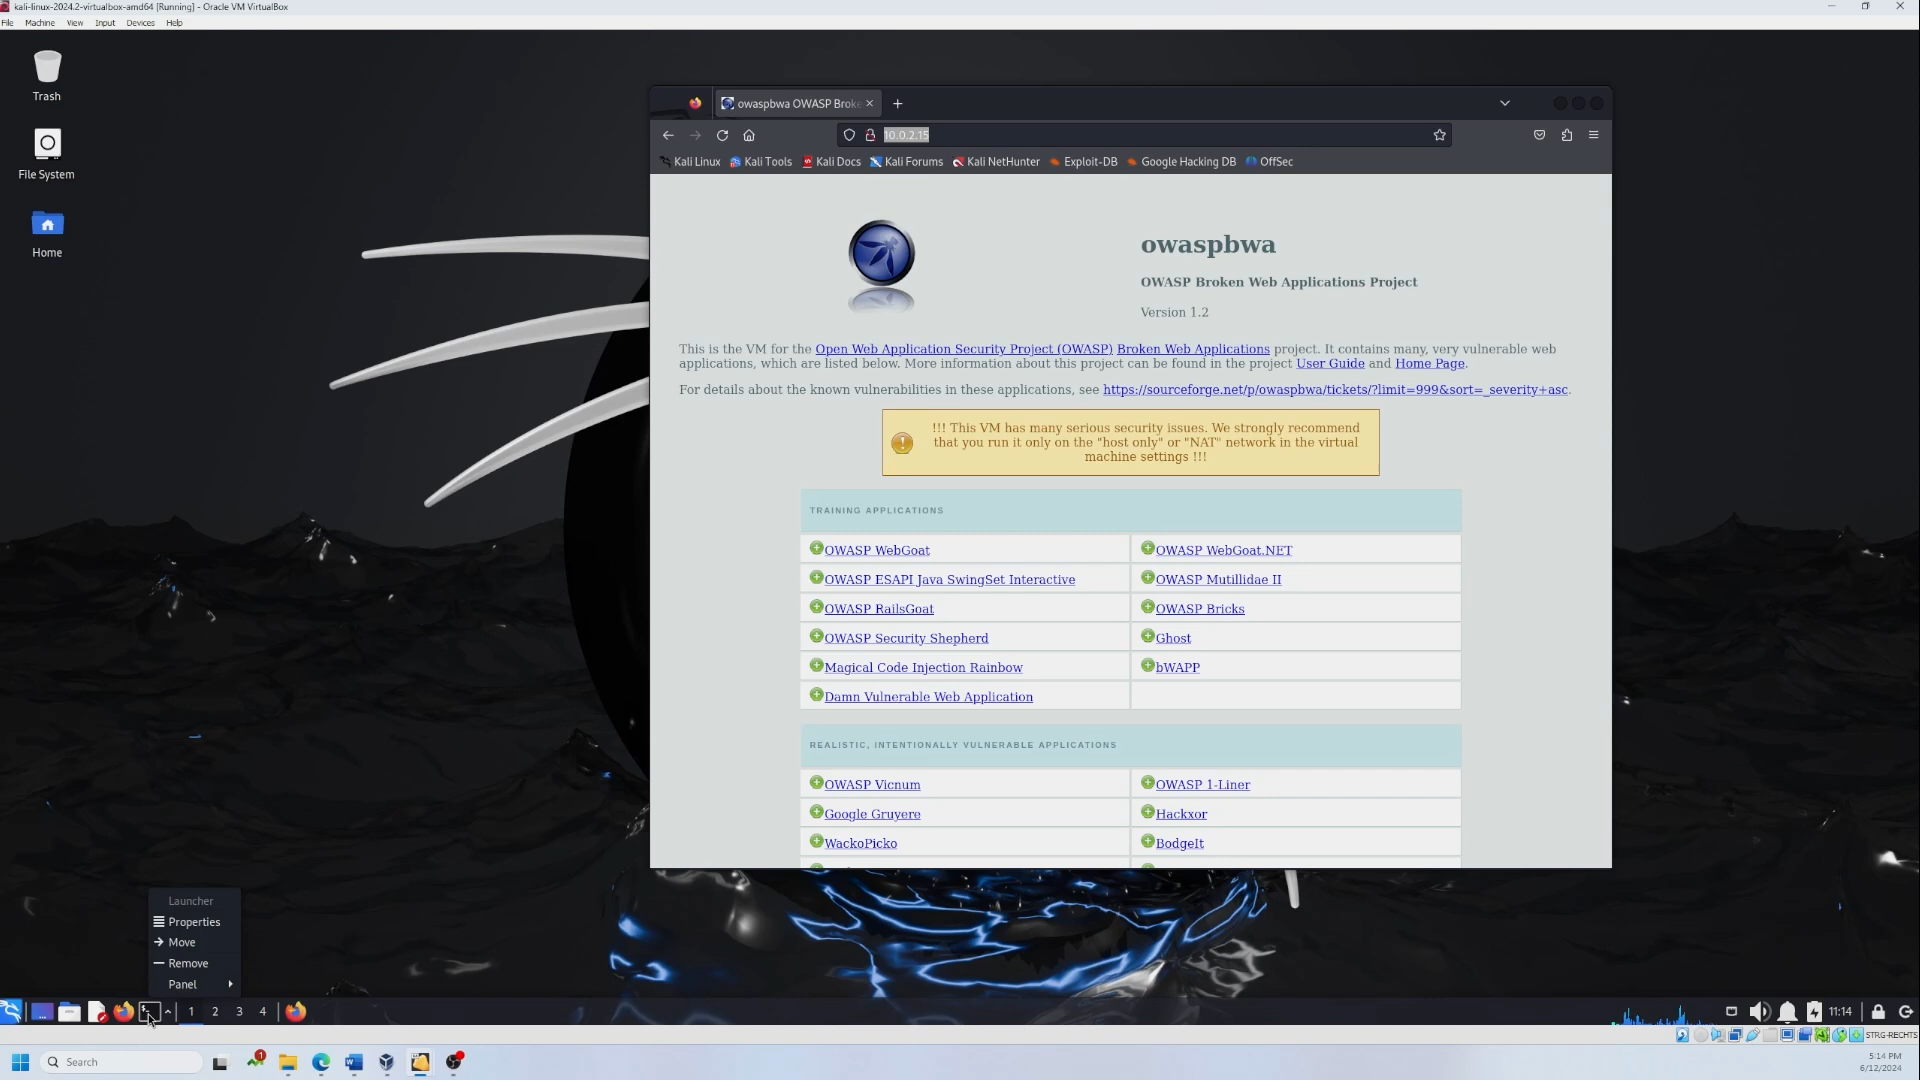 kali-linux-2024.2-virtualbox-amd64 [Running] - Oracle VM VirtualBox
File Machine View Input Devices Help
Trash
File System
Home
owaspbwa OWASP Broke
10.0.2.15
Kali Linux Kali Tools Kali Docs Kali Forums Kali NetHunter Exploit-DB Google Hacking DB OffSec
owaspbwa
OWASP Broken Web Applications Project
Version 1.2
This is the VM for the Open Web Application Security Project (OWASP) Broken Web Applications project. It contains many, very vulnerable web
applications, which are listed below. More information about this project can be found in the project User Guide and Home Page.
For details about the known vulnerabilities in these applications, see https://sourceforge.net/p/owaspbwa/tickets/?limit=999&sort=_severity+asc.
!!! This VM has many serious security issues. We strongly recommend
that you run it only on the "host only" or "NAT" network in the virtual
machine settings !!!
TRAINING APPLICATIONS
OWASP WebGoat OWASP WebGoat.NET
OWASP ESAPI Java SwingSet Interactive OWASP Mutillidae II
OWASP RailsGoat OWASP Bricks
OWASP Security Shepherd Ghost
Magical Code Injection Rainbow bWAPP
Damn Vulnerable Web Application
REALISTIC, INTENTIONALLY VULNERABLE APPLICATIONS
OWASP Vicnum OWASP 1-Liner
Google Gruyere Hackxor
WackoPicko BodgeIt
Launcher
Properties
Move
Remove
Panel
1 2 3 4
11:14
STRG-RECHTS
Search
1
5:14 PM
6/12/2024